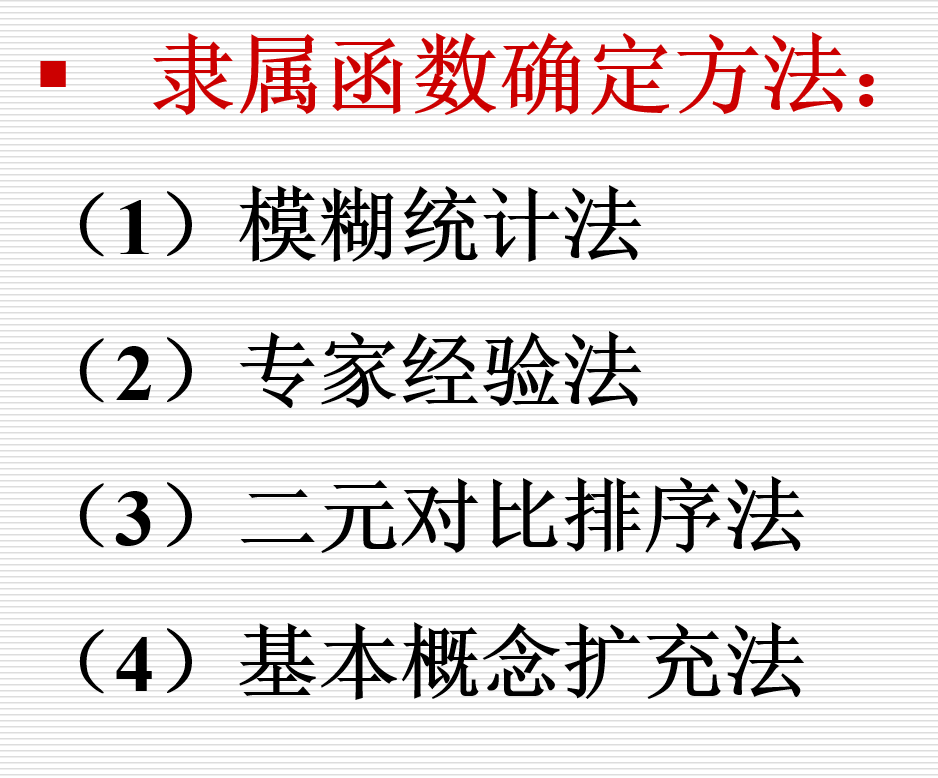 ▪ 隶属函数确定方法：
（1）模糊统计法
（2）专家经验法
（3）二元对比排序法
（4）基本概念扩充法